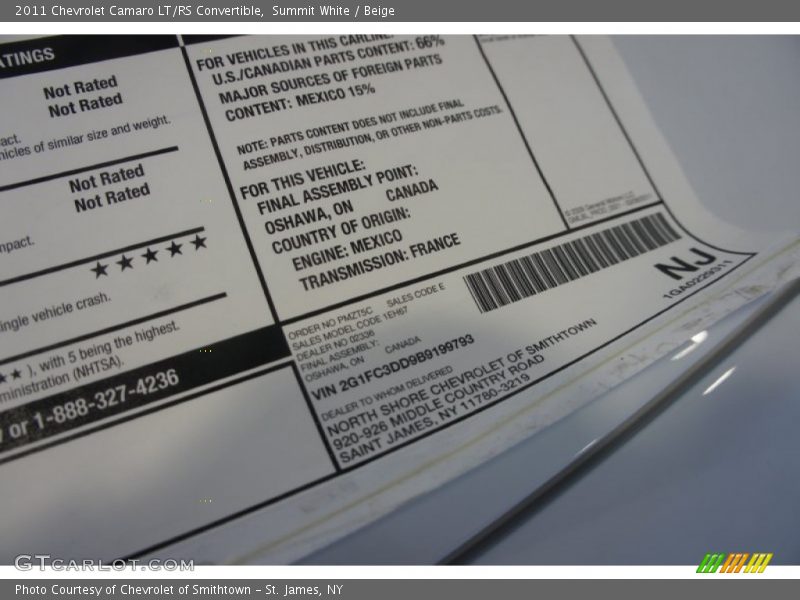 2011 Chevrolet Camaro LT/RS Convertible, Summit White / Beige
ATINGS
Not Rated
Not Rated
act.
hicles of similar size and weight.
Not Rated
Not Rated
mpact.
★ ★ ★ ★ ★
ingle vehicle crash.
★★ ), with 5 being the highest.
ministration (NHTSA).
or 1-888-327-4236
FOR VEHICLES IN THIS CARLINE:
U.S./CANADIAN PARTS CONTENT: 66%
MAJOR SOURCES OF FOREIGN PARTS
CONTENT: MEXICO 15%
NOTE: PARTS CONTENT DOES NOT INCLUDE FINAL
ASSEMBLY, DISTRIBUTION, OR OTHER NON-PARTS COSTS.
FOR THIS VEHICLE:
FINAL ASSEMBLY POINT:
OSHAWA, ON CANADA
COUNTRY OF ORIGIN:
ENGINE: MEXICO
TRANSMISSION: FRANCE
ORDER NO PMZTSC SALES CODE E
SALES MODEL CODE 1EH67
DEALER NO 02336
FINAL ASSEMBLY:
OSHAWA, ON CANADA
VIN 2G1FC3DD9B9199793
DEALER TO WHOM DELIVERED
NORTH SHORE CHEVROLET OF SMITHTOWN
920-926 MIDDLE COUNTRY ROAD
SAINT JAMES, NY 11780-3219
NJ
GTCARLOT.COM
Photo Courtesy of Chevrolet of Smithtown - St. James, NY